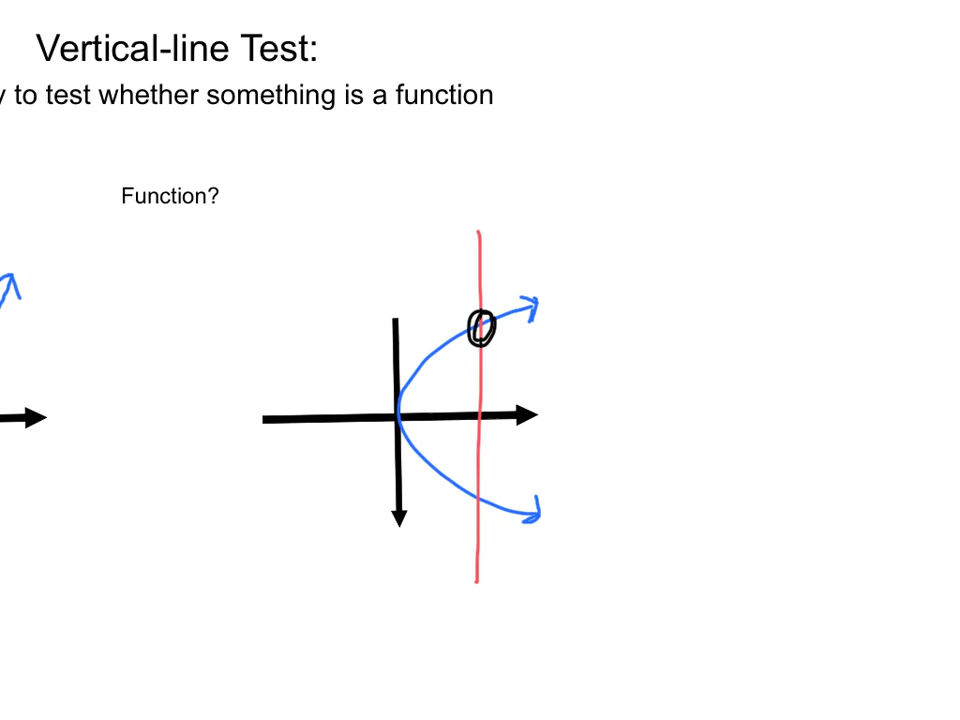 Vertical-line Test:
to test whether something is a function
Function?